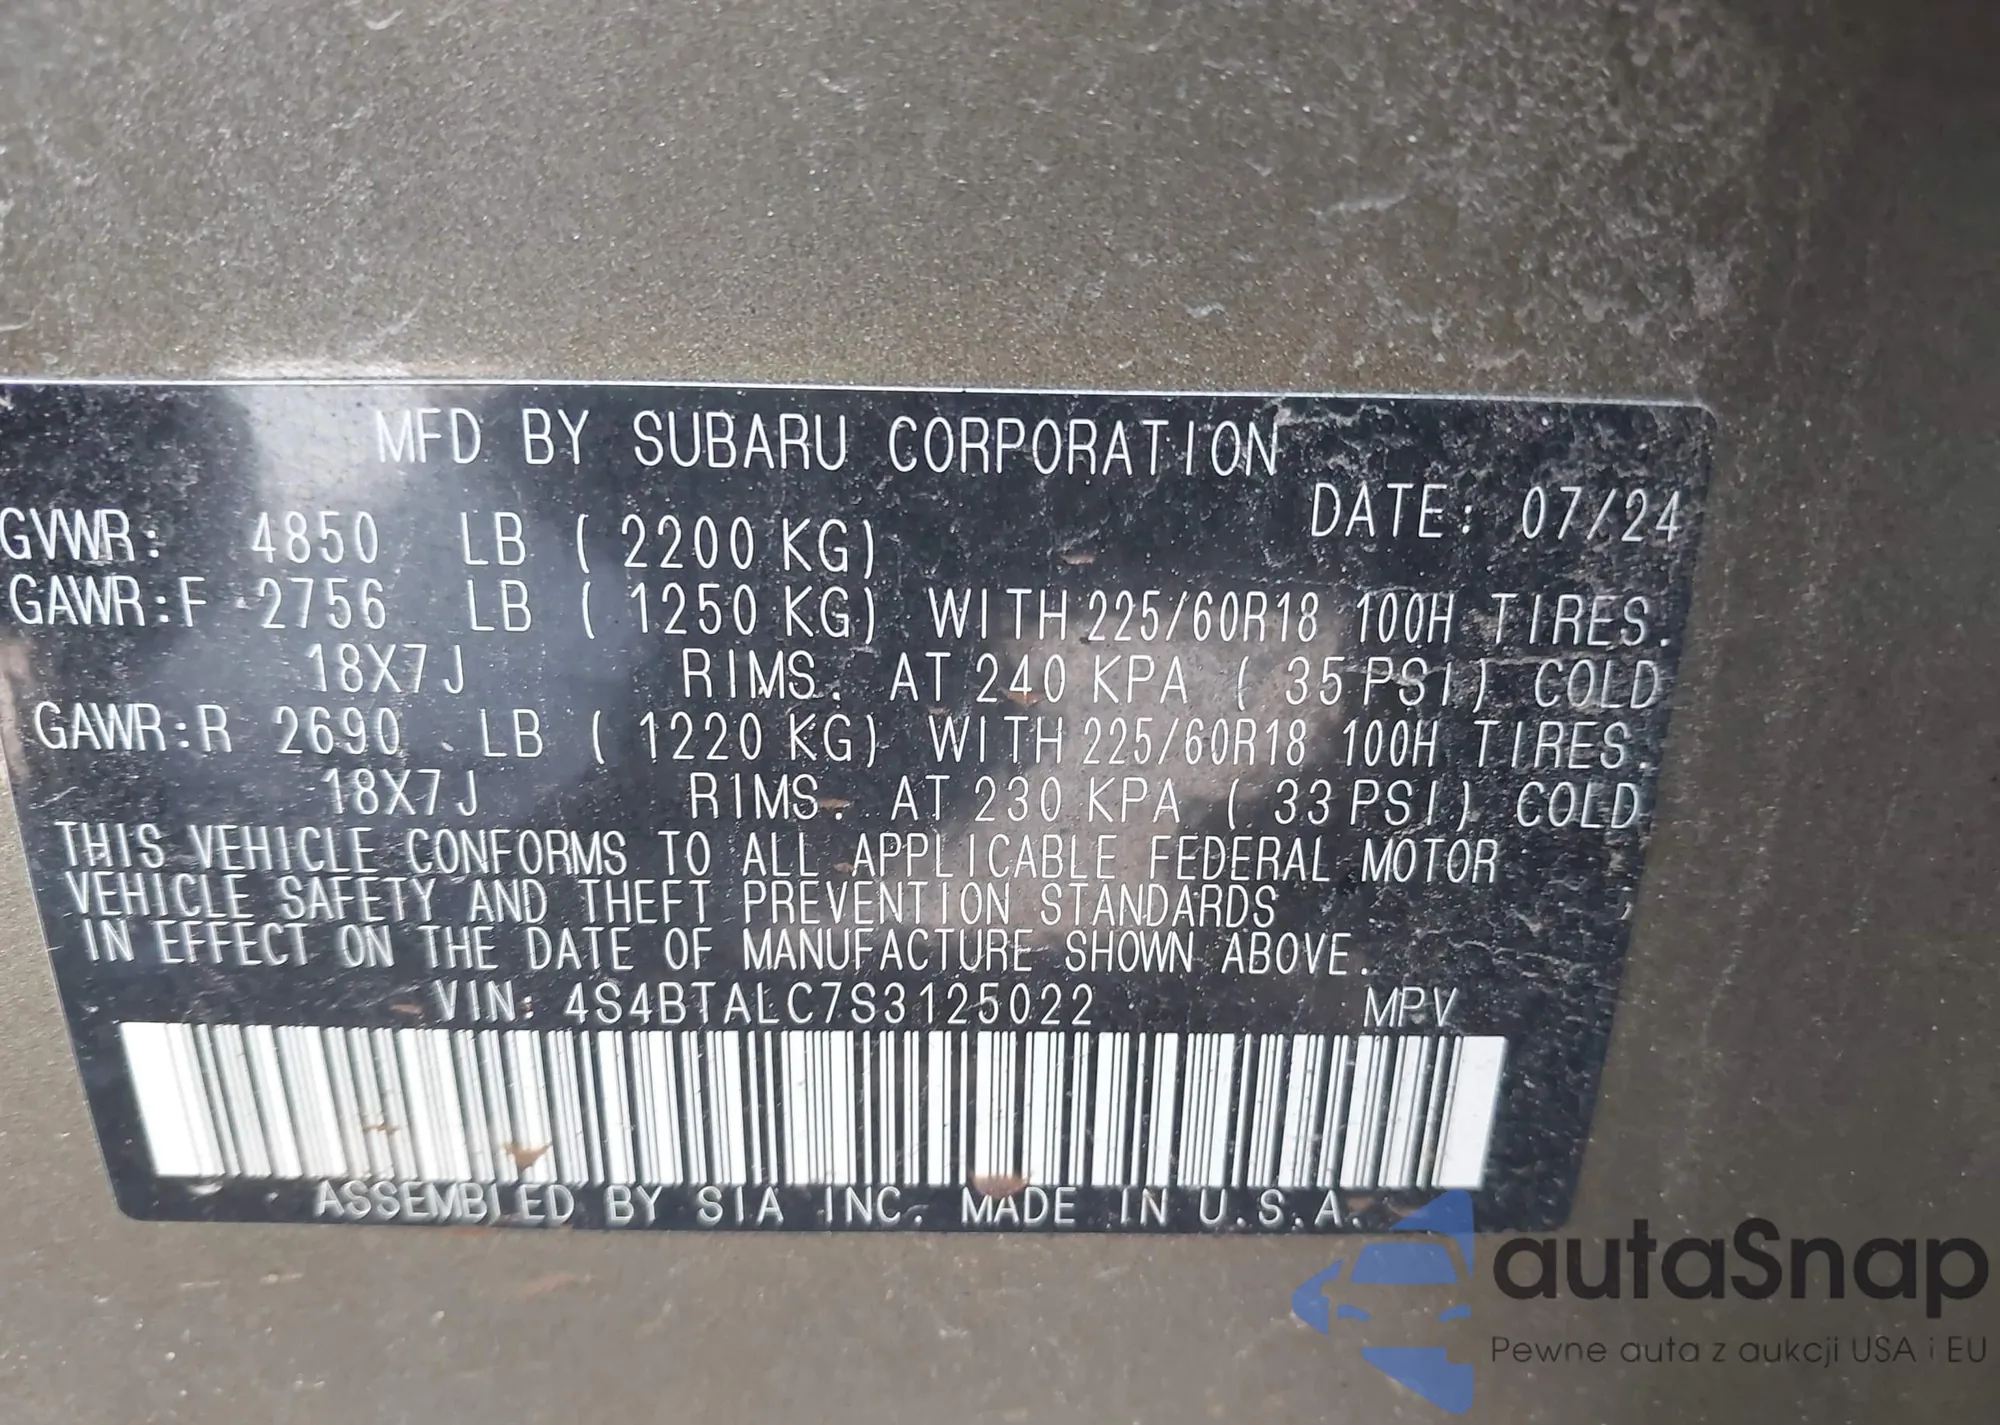 MFD BY SUBARU CORPORATION
DATE: 07/24
GVWR: 4850 LB ( 2200 KG)
GAWR:F 2756 LB ( 1250 KG) WITH 225/60R18 100H TIRES.
18X7J RIMS. AT 240 KPA ( 35 PSI) COLD
GAWR:R 2690 LB ( 1220 KG) WITH 225/60R18 100H TIRES.
18X7J RIMS. AT 230 KPA ( 33 PSI) COLD
THIS VEHICLE CONFORMS TO ALL APPLICABLE FEDERAL MOTOR
VEHICLE SAFETY AND THEFT PREVENTION STANDARDS
IN EFFECT ON THE DATE OF MANUFACTURE SHOWN ABOVE.
VIN: 4S4BTALC7S3125022 MPV
ASSEMBLED BY SIA INC. MADE IN U.S.A.
autaSnap
Pewne auta z aukcji USA i EU